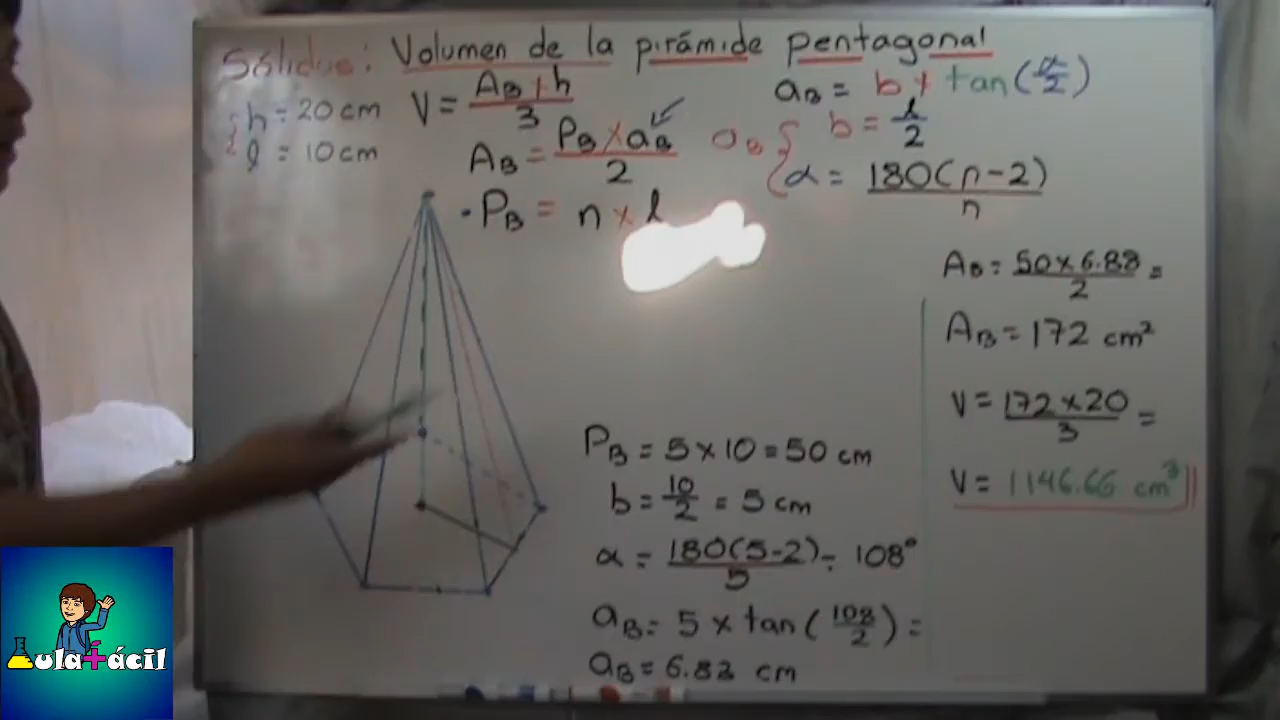 Sólidos: Volumen de la pirámide pentagonal
h = 20 cm
l = 10 cm
V = AB x h / 3
AB = PB x aB / 2
· PB = n x l
aB = b x tan(α/2)
aB { b = l/2
α = 180(n-2) / n
PB = 5 x 10 = 50 cm
b = 10/2 = 5 cm
α = 180(5-2) / 5 = 108°
aB = 5 x tan(108/2) =
aB = 6.88 cm
AB = 50 x 6.88 / 2 =
AB = 172 cm²
V = 172 x 20 / 3 =
V = 1146.66 cm³
Aula+ácil